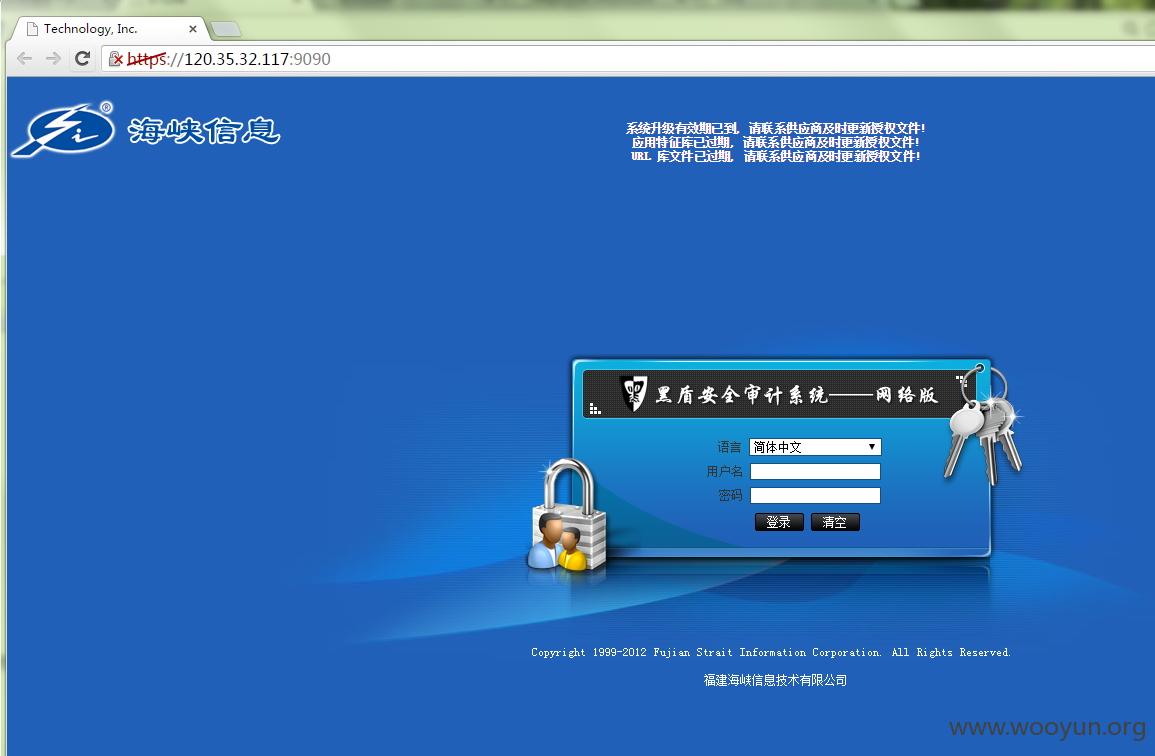 Technology, Inc.
https://120.35.32.117:9090
海峡信息
系统升级有效期已到, 请联系供应商及时更新授权文件!
应用特征库已过期, 请联系供应商及时更新授权文件!
URL 库文件已过期, 请联系供应商及时更新授权文件!
黑盾安全审计系统——网络版
语言 简体中文
用户名
密码
登录 清空
Copyright 1999-2012 Fujian Strait Information Corporation. All Rights Reserved.
福建海峡信息技术有限公司
www.wooyun.org